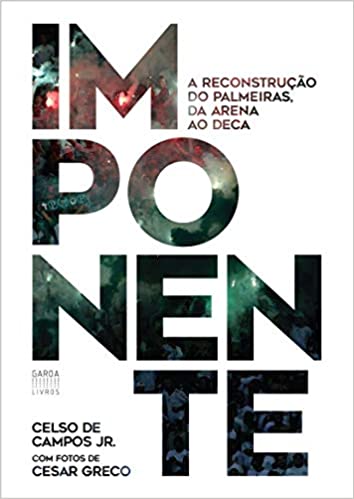 IM
A RECONSTRUÇÃO
DO PALMEIRAS,
DA ARENA
AO DECA
PO
NEN
TE
GAROA
LIVROS
CELSO DE
CAMPOS JR.
COM FOTOS DE
CESAR GRECO